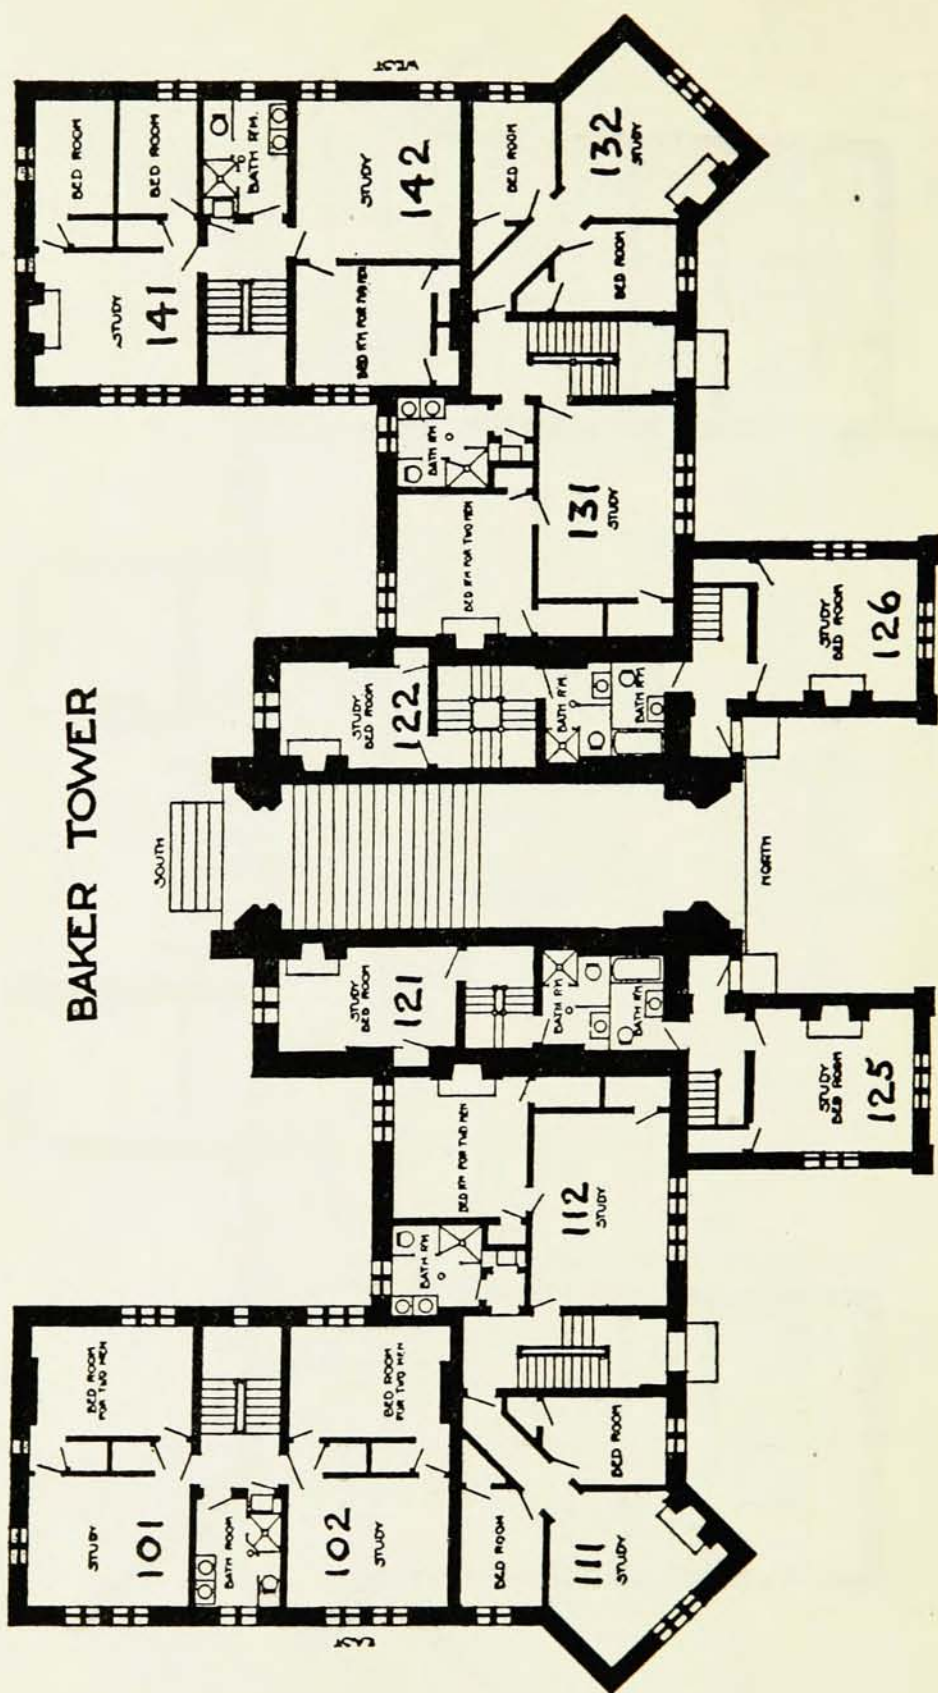 BAKER TOWER
SOUTH
NORTH
EAST
WEST
BED ROOM
FOR TWO MEN
STUDY
101
BATH ROOM
BED ROOM
FOR TWO MEN
102
STUDY
BED ROOM
111
STUDY
BED ROOM
BATH RM
BED RM FOR TWO MEN
112
STUDY
STUDY
BED ROOM
121
BATH RM.
BATH RM.
STUDY
BED ROOM
125
STUDY
BED ROOM
122
BATH RM.
BATH RM.
STUDY
BED ROOM
126
BATH RM
BED RM FOR TWO MEN
131
STUDY
BED ROOM
132
STUDY
BED ROOM
BED ROOM
BED ROOM
STUDY
141
BATH RM.
STUDY
142
BED RM FOR TWO MEN